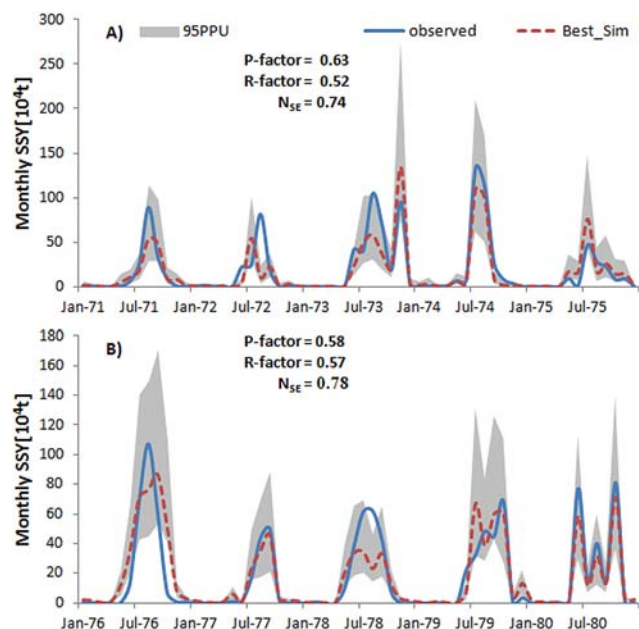 300
A)
95PPU
observed
Best_Sim
P-factor = 0.63
R-factor = 0.52
NSE = 0.74
250
200
150
100
50
0
Monthly SSY[10⁴t]
Jan-71 Jul-71 Jan-72 Jul-72 Jan-73 Jul-73 Jan-74 Jul-74 Jan-75 Jul-75
180
B)
P-factor = 0.58
R-factor = 0.57
NSE = 0.78
160
140
120
100
80
60
40
20
0
Monthly SSY[10⁴t]
Jan-76 Jul-76 Jan-77 Jul-77 Jan-78 Jul-78 Jan-79 Jul-79 Jan-80 Jul-80